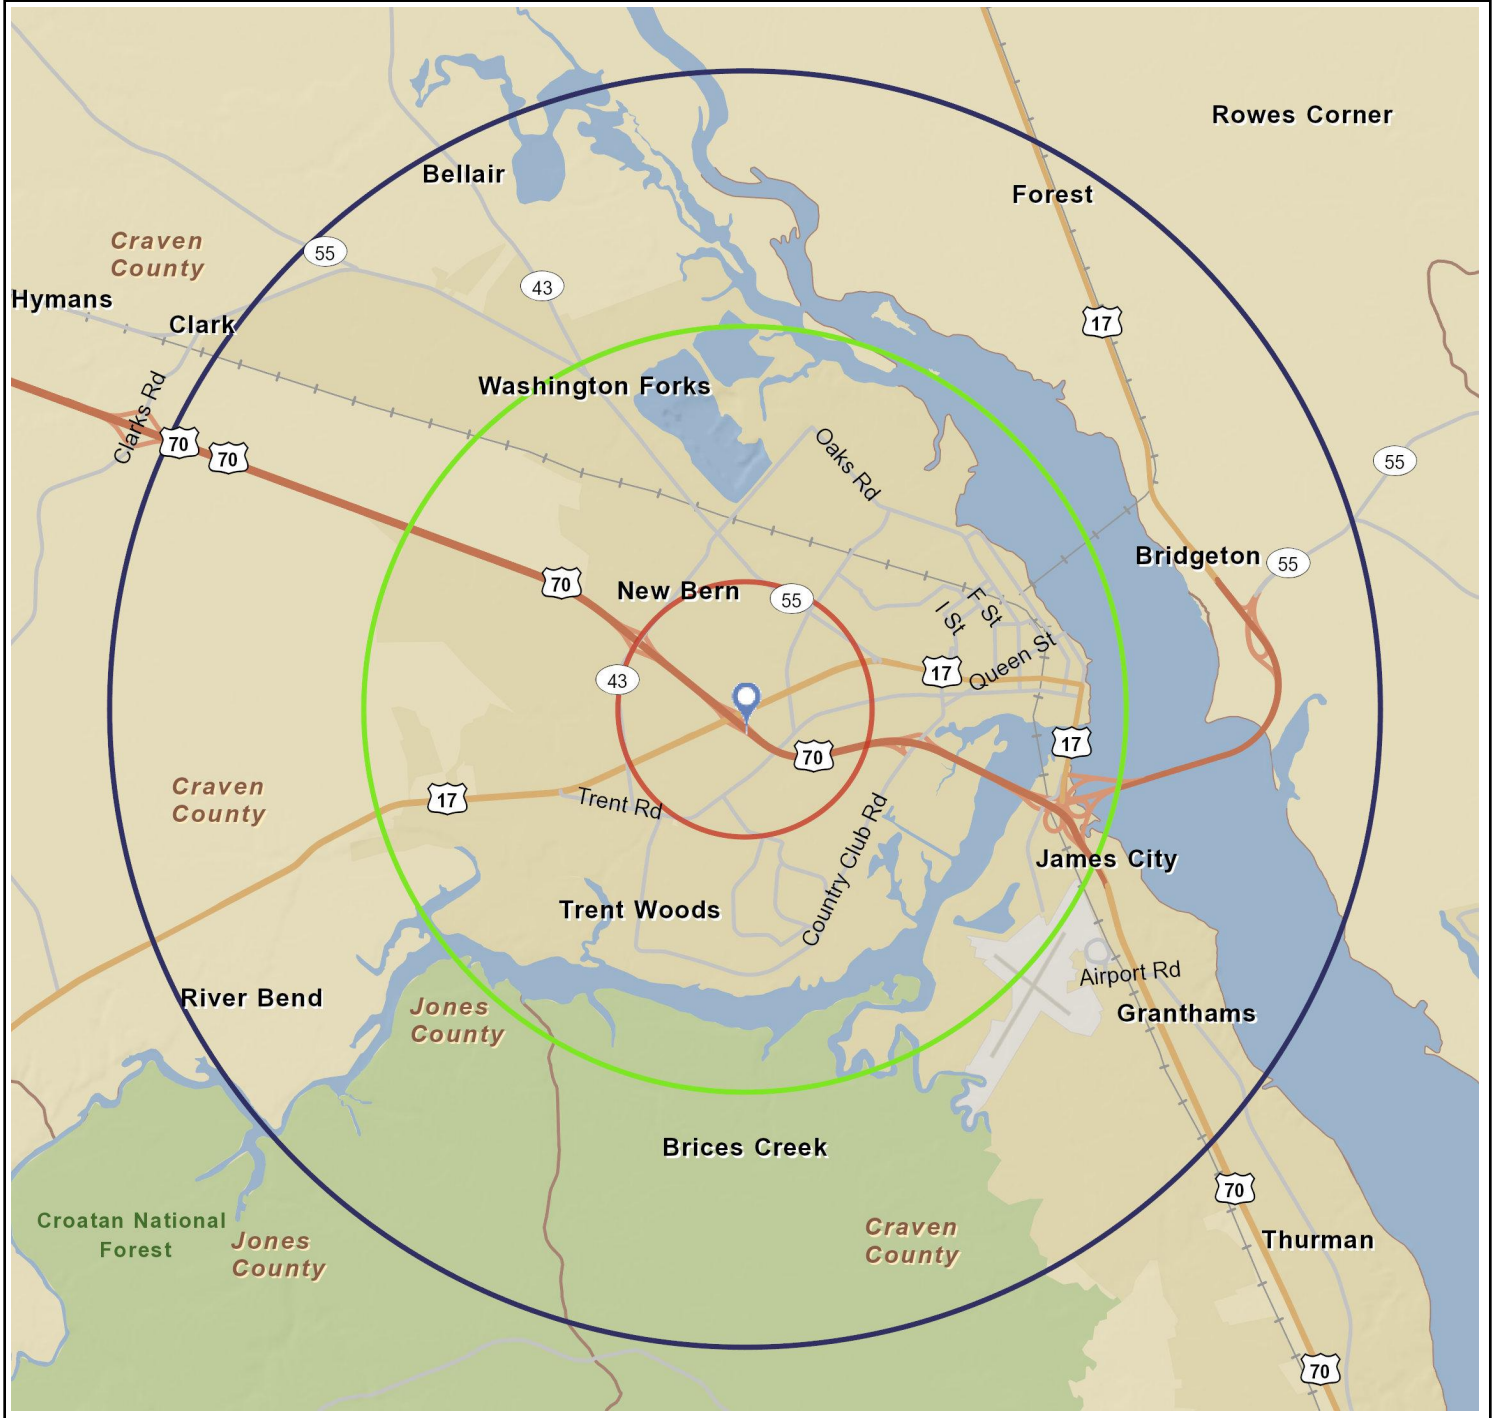 Rowes Corner
Bellair
Forest
Craven
County
55
43
Hymans
Clark
17
Clarks Rd
Washington Forks
70
70
Oaks Rd
55
70
New Bern
55
Bridgeton
55
I St
F St
43
17
Queen St
17
70
Craven
County
17
Trent Rd
Country Club Rd
James City
Trent Woods
Airport Rd
River Bend
Jones
County
Granthams
Brices Creek
70
Croatan National
Forest
Jones
County
Craven
County
Thurman
70